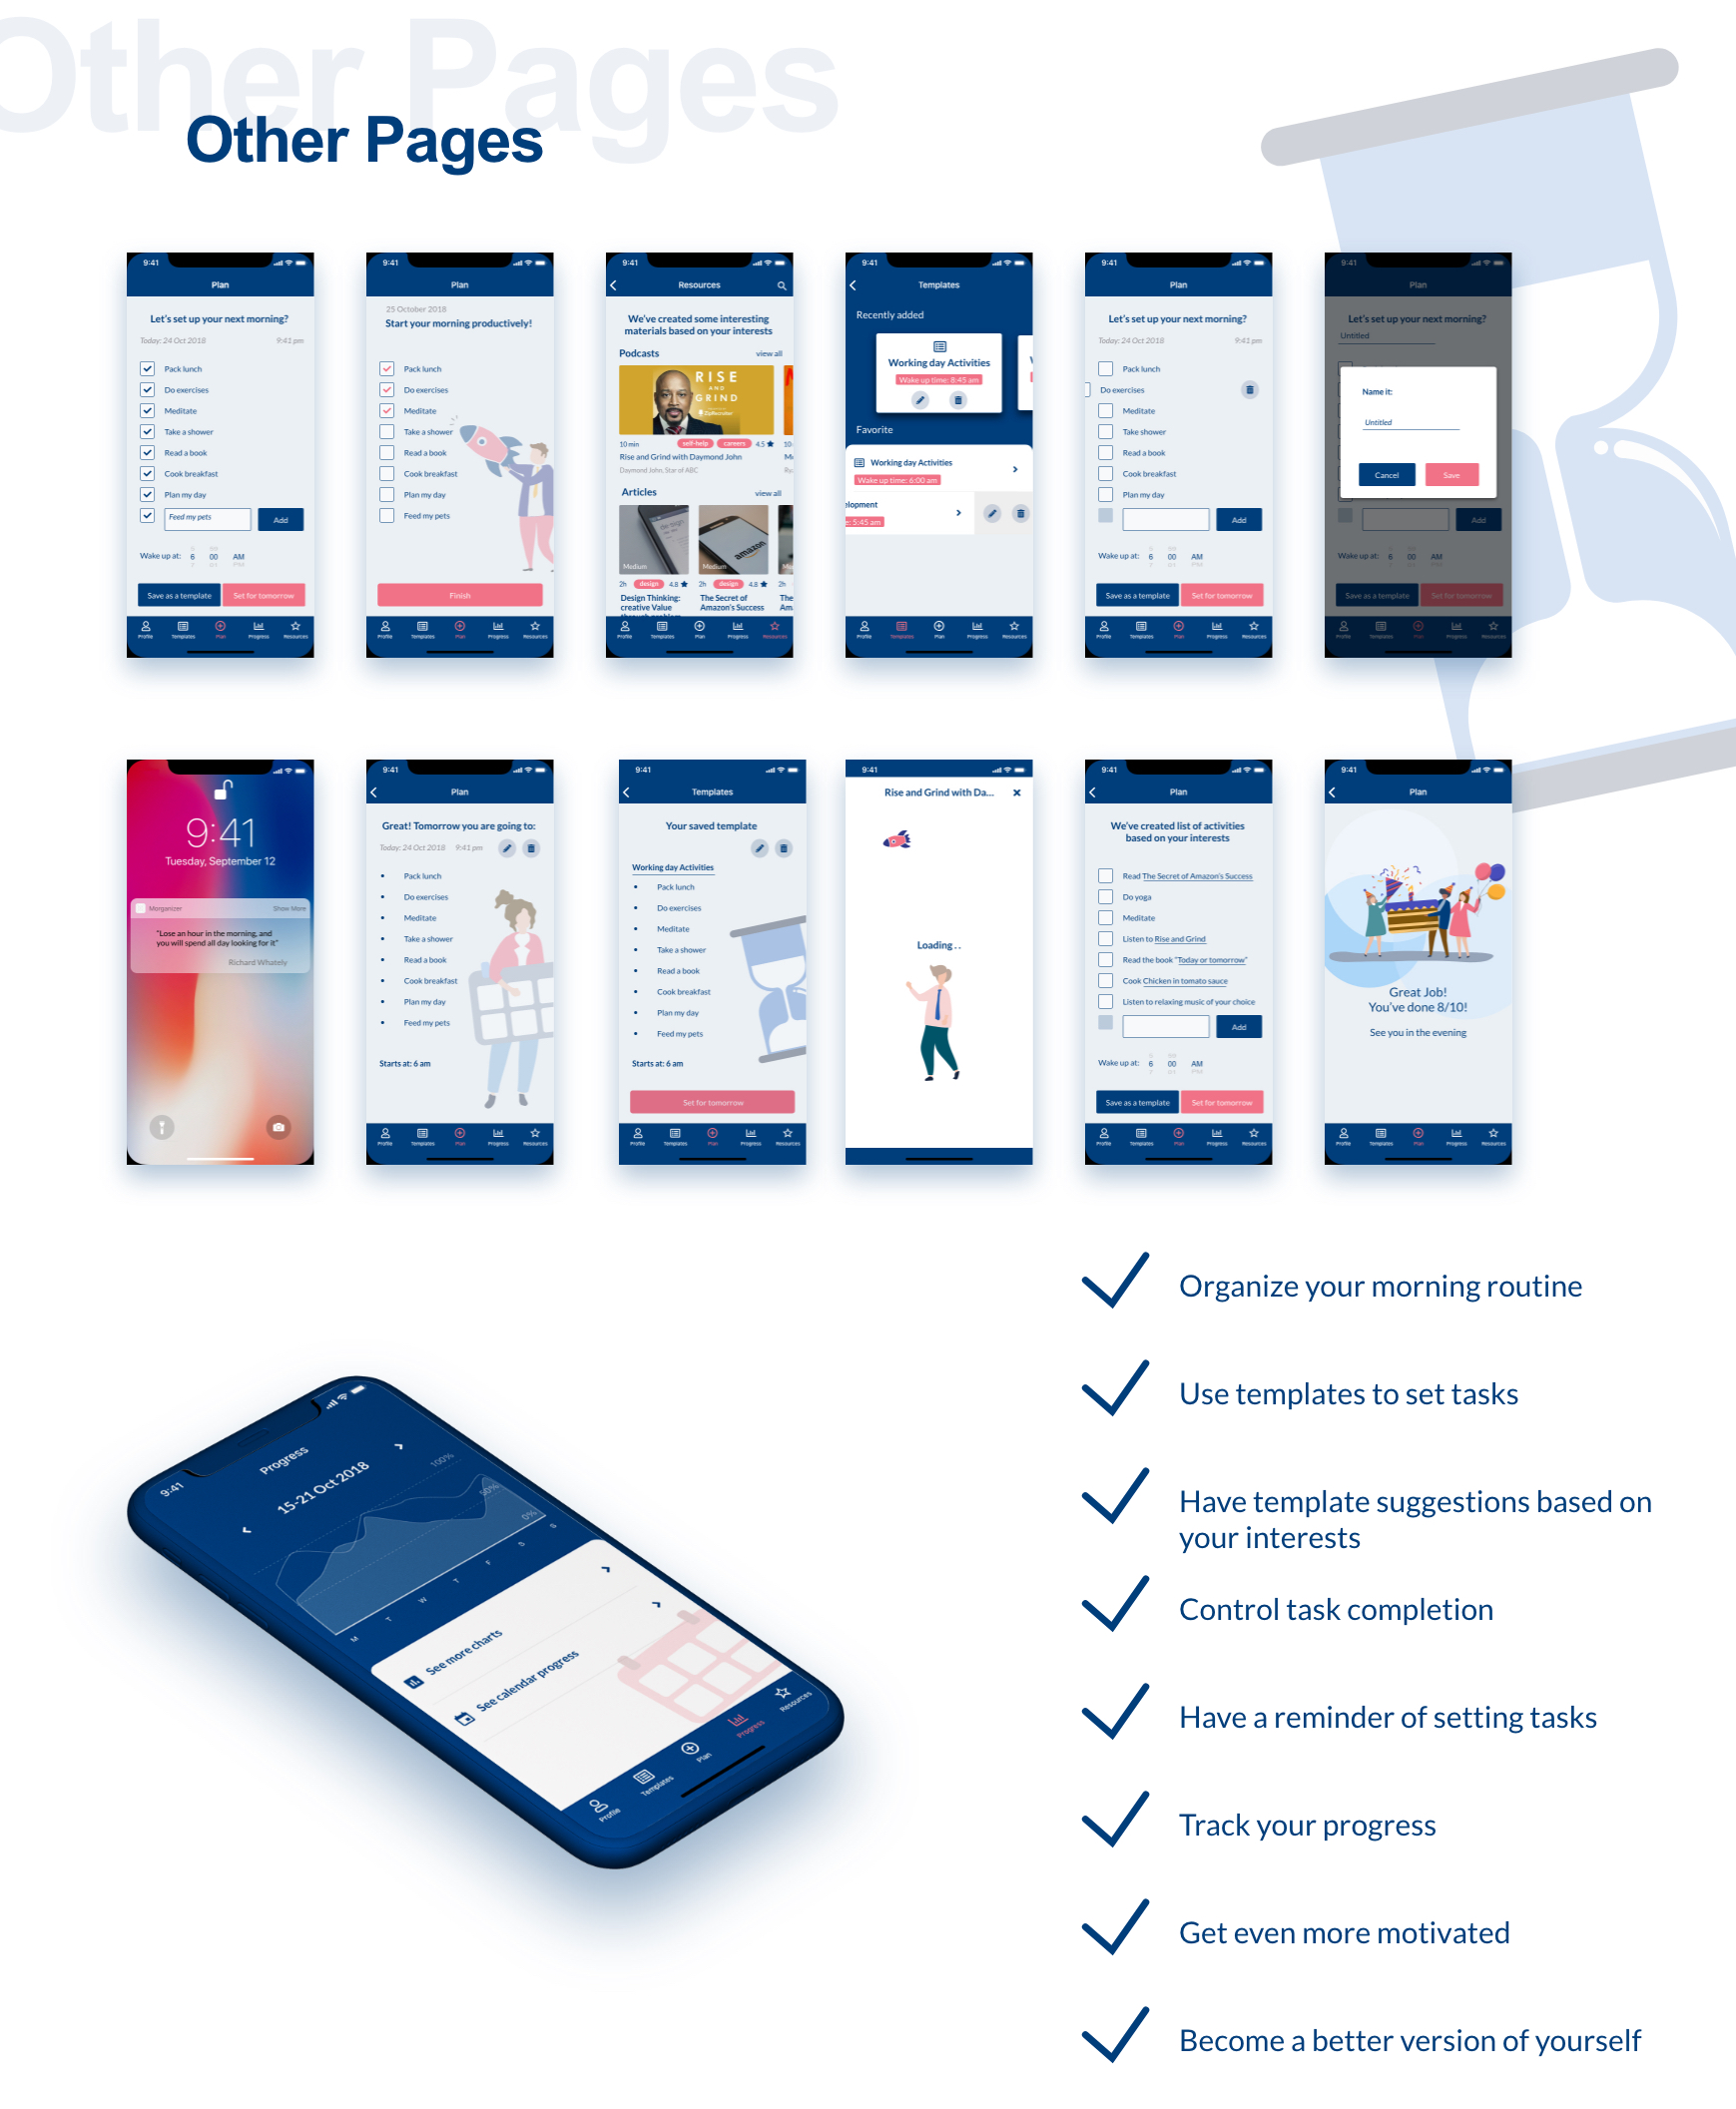 Other Pages
Other Pages
9:41
Plan
Let's set up your next morning?
Today: 24 Oct 2018 9:41 pm
Pack lunch
Do exercises
Meditate
Take a shower
Read a book
Cook breakfast
Plan my day
Feed my pets Add
Wake up at: 6 00 AM
Save as a template Set for tomorrow
Profile Templates Plan Progress Resources
9:41
Plan
25 October 2018
Start your morning productively!
Pack lunch
Do exercises
Meditate
Take a shower
Read a book
Cook breakfast
Plan my day
Feed my pets
Finish
Profile Templates Plan Progress Resources
9:41
Resources
We've created some interesting
materials based on your interests
Podcasts view all
RISE
AND
GRIND
ZipRecruiter
10 min self-help careers 4.5 10
Rise and Grind with Daymond John
Daymond John, Star of ABC
Articles view all
design
amazon
Medium Medium
2h design 4.8 2h design 4.8 2h
Design Thinking: The Secret of The
creative Value Amazon's Success Am
Profile Templates Plan Progress Resources
9:41
Templates
Recently added
Working day Activities
Wake up time: 8:45 am
Favorite
Working day Activities
Wake up time: 6:00 am
elopment
e: 5:45 am
Profile Templates Plan Progress Resources
9:41
Plan
Let's set up your next morning?
Today: 24 Oct 2018 9:41 pm
Pack lunch
Do exercises
Meditate
Take shower
Read a book
Cook breakfast
Plan my day
Add
Wake up at: 6 00 AM
Save as a template Set for tomorrow
Profile Templates Plan Progress Resources
9:41
Plan
Let's set up your next morning?
Untitled
Name it:
Untitled
Cancel Save
Add
Wake up at: 6 00 AM
Save as a template Set for tomorrow
Profile Templates Plan Progress Resources
9:41
Tuesday, September 12
Morganizer Show More
"Lose an hour in the morning, and
you will spend all day looking for it"
Richard Whately
9:41
Plan
Great! Tomorrow you are going to:
Today: 24 Oct 2018 9:41 pm
Pack lunch
Do exercises
Meditate
Take a shower
Read a book
Cook breakfast
Plan my day
Feed my pets
Starts at: 6 am
Profile Templates Plan Progress Resources
9:41
Templates
Your saved template
Working day Activities
Pack lunch
Do exercises
Meditate
Take a shower
Read a book
Cook breakfast
Plan my day
Feed my pets
Starts at: 6 am
Set for tomorrow
Profile Templates Plan Progress Resources
9:41
Rise and Grind with Da...
Loading . .
9:41
Plan
We've created list of activities
based on your interests
Read The Secret of Amazon's Success
Do yoga
Meditate
Listen to Rise and Grind
Read the book "Today or tomorrow"
Cook Chicken in tomato sauce
Listen to relaxing music of your choice
Add
Wake up at: 6 00 AM
Save as a template Set for tomorrow
Profile Templates Plan Progress Resources
9:41
Plan
Great Job!
You've done 8/10!
See you in the evening
Profile Templates Plan Progress Resources
9:41
Progress
15-21 Oct 2018
100%
50%
0%
M T W T F S S
See more charts
See calendar progress
Profile Templates Plan Progress Resources
Organize your morning routine
Use templates to set tasks
Have template suggestions based on
your interests
Control task completion
Have a reminder of setting tasks
Track your progress
Get even more motivated
Become a better version of yourself